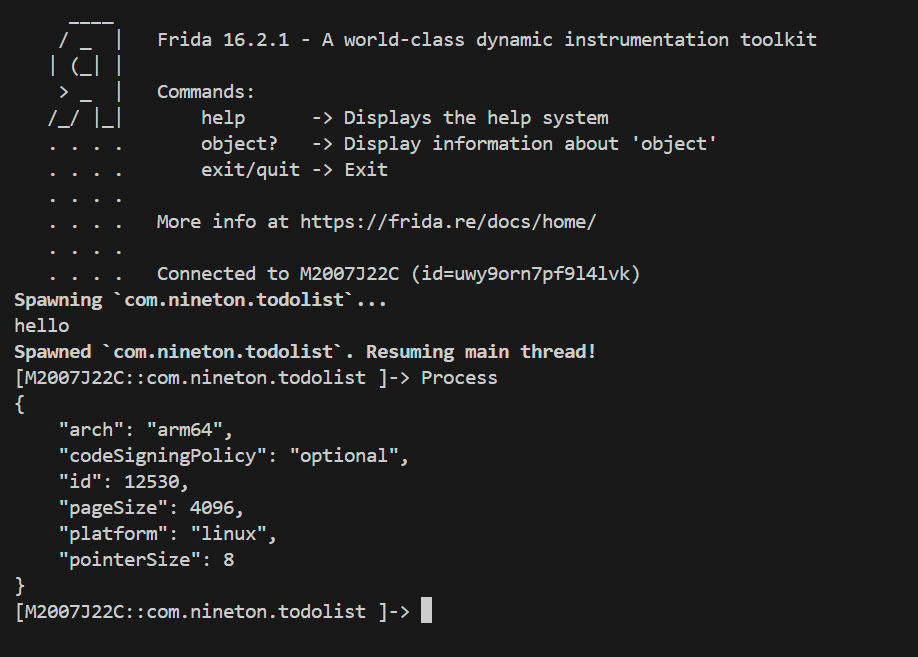 ____
    / _  |   Frida 16.2.1 - A world-class dynamic instrumentation toolkit
   | (_| |
    > _  |   Commands:
   /_/ |_|       help      -> Displays the help system
   . . . .       object?   -> Display information about 'object'
   . . . .       exit/quit -> Exit
   . . . .
   . . . .   More info at https://frida.re/docs/home/
   . . . .
   . . . .   Connected to M2007J22C (id=uwy9orn7pf9l4lvk)
Spawning `com.nineton.todolist`...
hello
Spawned `com.nineton.todolist`. Resuming main thread!
[M2007J22C::com.nineton.todolist ]-> Process
{
    "arch": "arm64",
    "codeSigningPolicy": "optional",
    "id": 12530,
    "pageSize": 4096,
    "platform": "linux",
    "pointerSize": 8
}
[M2007J22C::com.nineton.todolist ]->